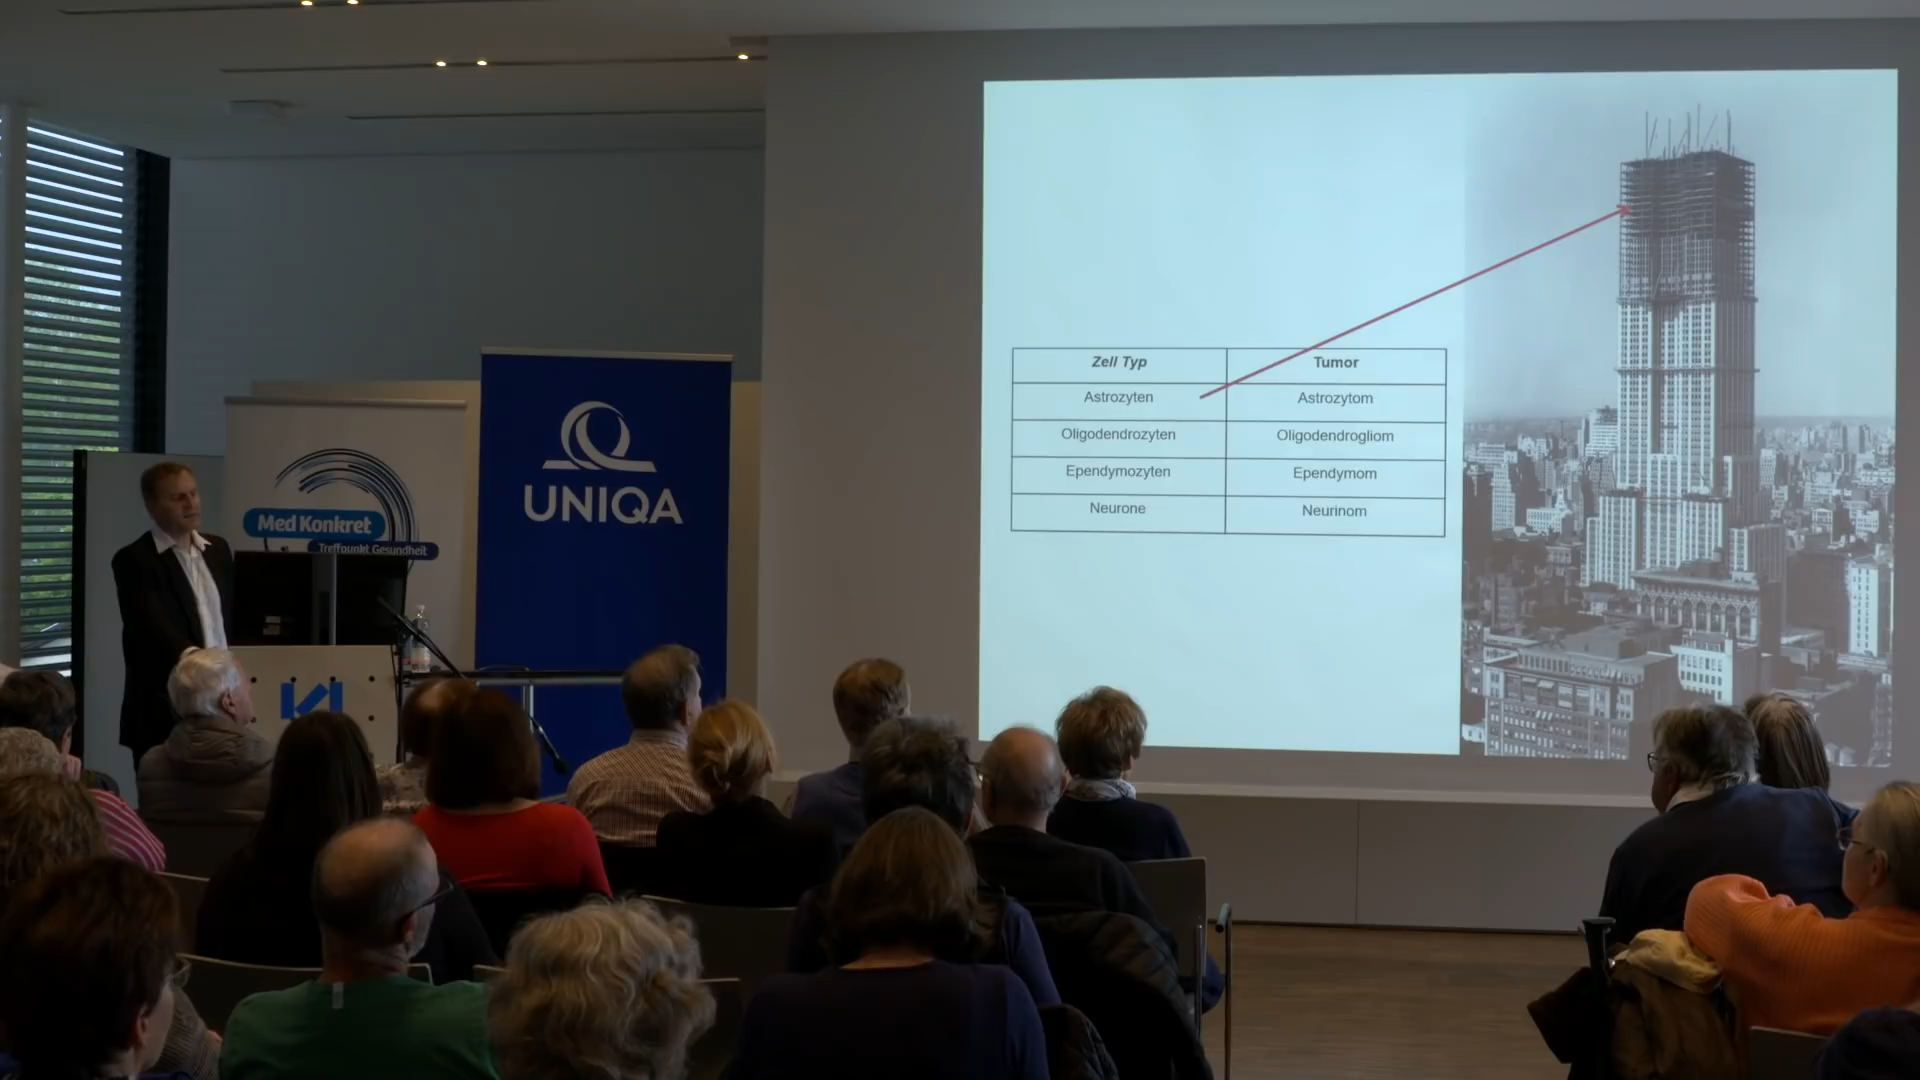 Zell Typ Tumor
Astrozyten Astrozytom
Oligodendrozyten Oligodendrogliom
Ependymozyten Ependymom
Neurone Neurinom
UNIQA
Med Konkret
Treffpunkt Gesundheit